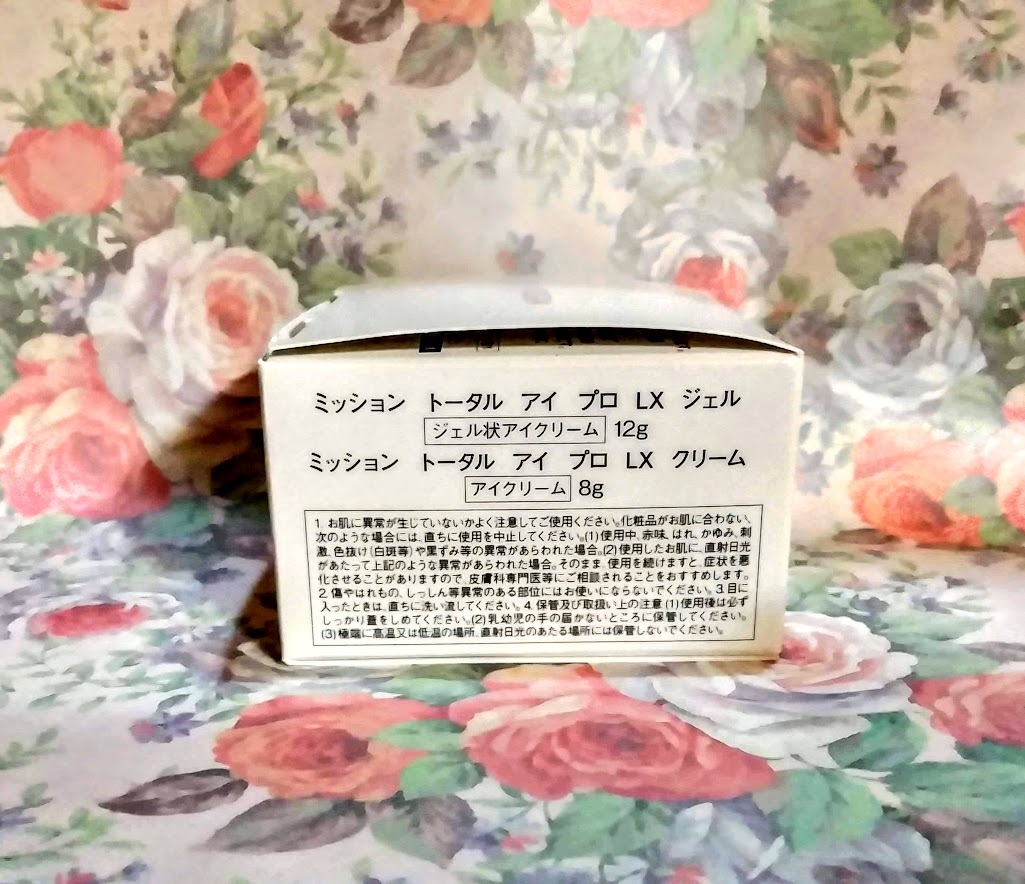 ミッション トータル アイ プロ LX ジェル
ジェル状アイクリーム 12g
ミッション トータル アイ プロ LX クリーム
アイクリーム 8g
1. お肌に異常が生じていないかよく注意してご使用ください。化粧品がお肌に合わない、
次のような場合には、直ちに使用を中止してください。(1)使用中、赤味、はれ、かゆみ、刺
激、色抜け(白斑等)や黒ずみ等の異常があらわれた場合。(2)使用したお肌に、直射日光
があたって上記のような異常があらわれた場合。そのまま、使用を続けますと、症状を悪
化させることがありますので、皮膚科専門医等にご相談されることをおすすめします。
2. 傷やはれもの、しっしん等異常のある部位にはお使いにならないでください。3.目に
入ったときは、直ちに洗い流してください。4. 保管及び取扱い上の注意(1)使用後は必ず
しっかり蓋をしめてください。(2)乳幼児の手の届かないところに保管してください。
(3)極端に高温又は低温の場所、直射日光のあたる場所には保管しないでください。